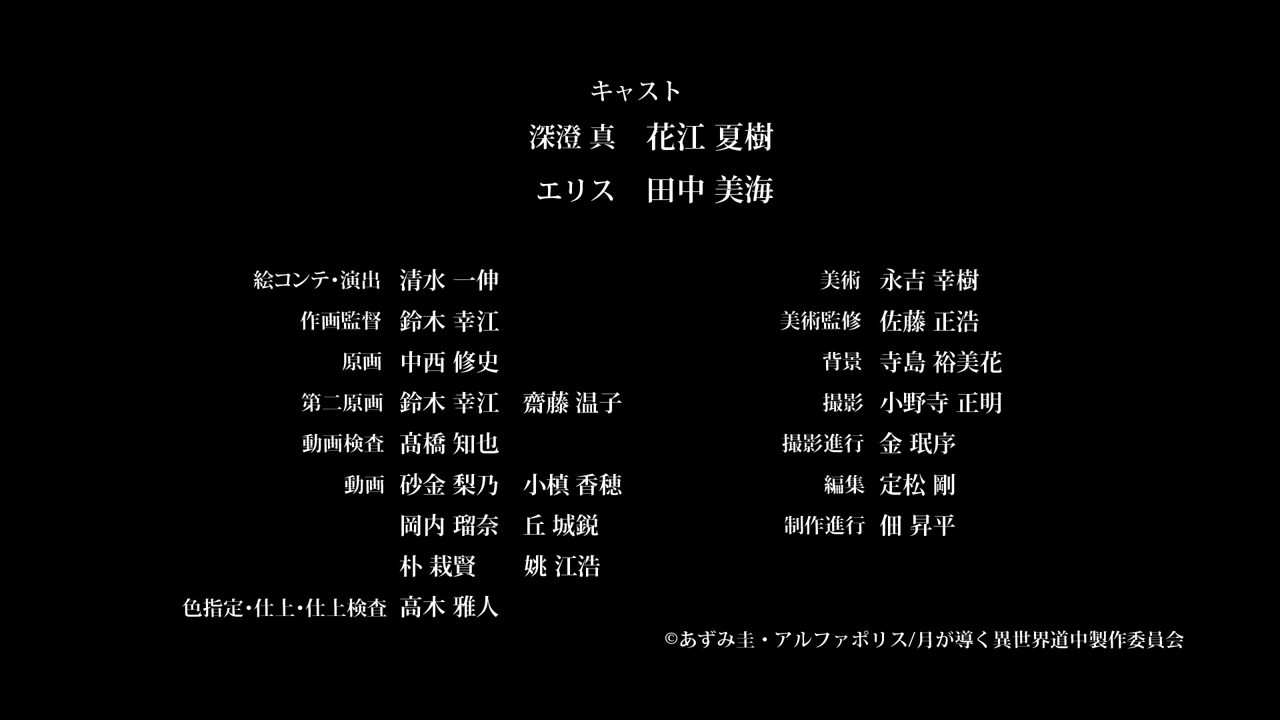 キャスト
深澄 真 花江 夏樹
エリス 田中 美海
絵コンテ・演出 清水 一伸
作画監督 鈴木 幸江
原画 中西 修史
第二原画 鈴木 幸江 齋藤 温子
動画検査 髙橋 知也
動画 砂金 梨乃 小槙 香穂
岡内 瑠奈 丘 城鋭
朴 栽賢 姚 江浩
色指定・仕上・仕上検査 高木 雅人
美術 永吉 幸樹
美術監修 佐藤 正浩
背景 寺島 裕美花
撮影 小野寺 正明
撮影進行 金 珉序
編集 定松 剛
制作進行 佃 昇平
©あずみ圭・アルファポリス/月が導く異世界道中製作委員会